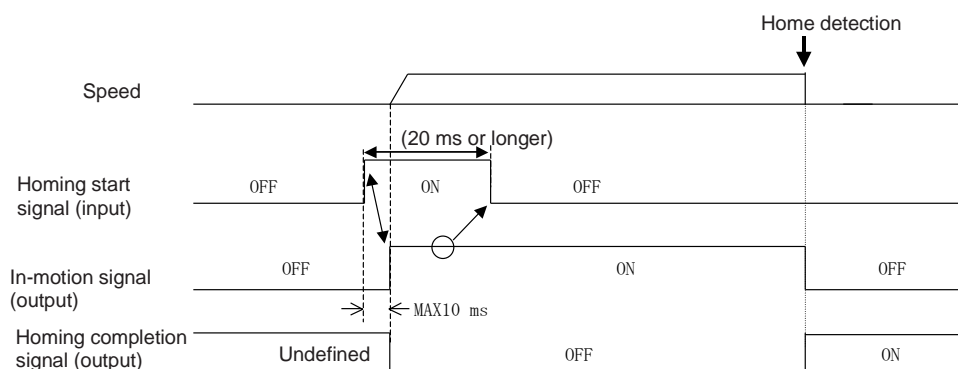 Home detection
Speed
(20 ms or longer)
Homing start
signal (input)
OFF
ON
OFF
In-motion signal
(output)
OFF
ON
OFF
MAX10 ms
Homing completion
signal (output)
Undefined
OFF
ON